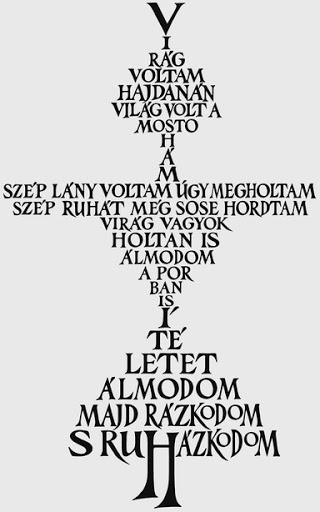 V
I
RÁG
VOLTAM
HAJDANÁN
VILÁG VOLT A
MOSTO
H
Á
M
SZÉP LÁNY VOLTAM ÚGY MEGHOLTAM
SZÉP RUHÁT MÉG SOSE HORDTAM
VIRÁG VAGYOK
HOLTAN IS
ÁLMODOM
A POR
BAN
IS
Í
TÉ
LETET
ÁLMODOM
MAJD RÁZKODOM
S RUHÁZKODOM